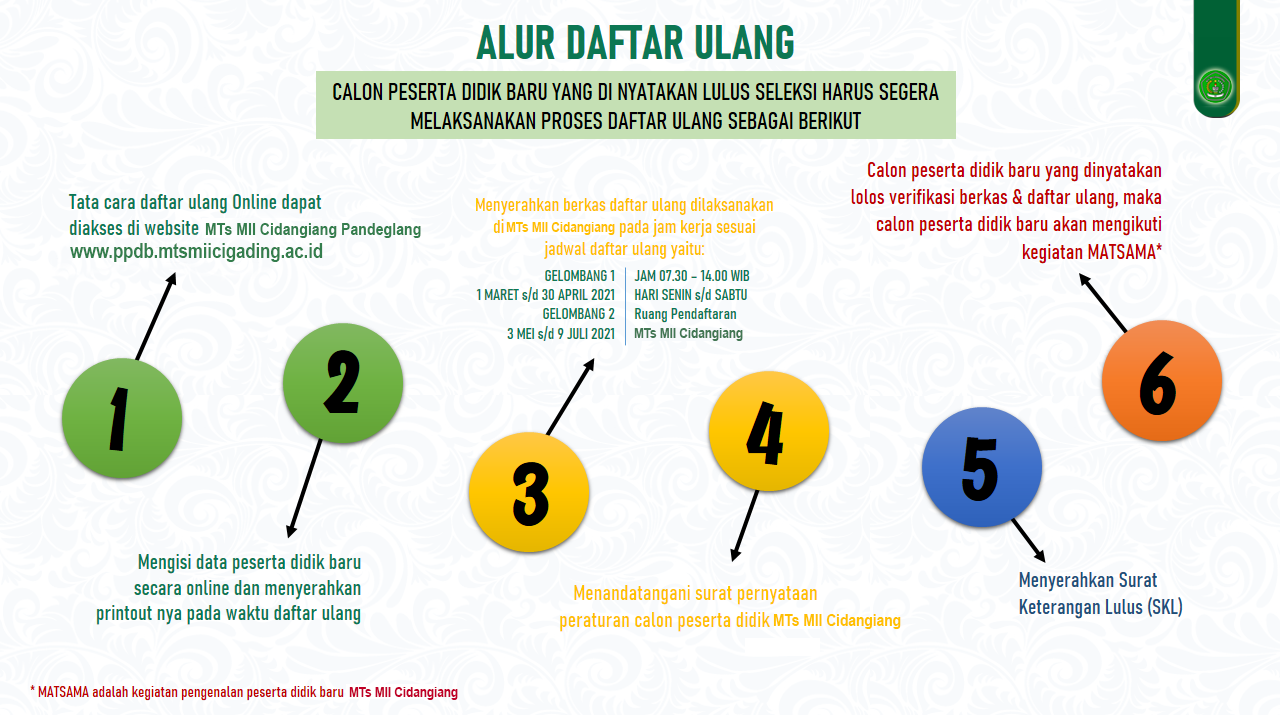 ALUR DAFTAR ULANG
CALON PESERTA DIDIK BARU YANG DI NYATAKAN LULUS SELEKSI HARUS SEGERA
MELAKSANAKAN PROSES DAFTAR ULANG SEBAGAI BERIKUT
Tata cara daftar ulang Online dapat
diakses di website MTs MII Cidangiang Pandeglang
www.ppdb.mtsmiicigading.ac.id
1
2
Mengisi data peserta didik baru
secara online dan menyerahkan
printout nya pada waktu daftar ulang
Menyerahkan berkas daftar ulang dilaksanakan
di MTs MII Cidangiang pada jam kerja sesuai
jadwal daftar ulang yaitu:
GELOMBANG 1
1 MARET s/d 30 APRIL 2021
GELOMBANG 2
3 MEI s/d 9 JULI 2021
JAM 07.30 – 14.00 WIB
HARI SENIN s/d SABTU
Ruang Pendaftaran
MTs MII Cidangiang
3
4
Menandatangani surat pernyataan
peraturan calon peserta didik MTs MII Cidangiang
5
Menyerahkan Surat
Keterangan Lulus (SKL)
Calon peserta didik baru yang dinyatakan
lolos verifikasi berkas & daftar ulang, maka
calon peserta didik baru akan mengikuti
kegiatan MATSAMA*
6
* MATSAMA adalah kegiatan pengenalan peserta didik baru MTs MII Cidangiang